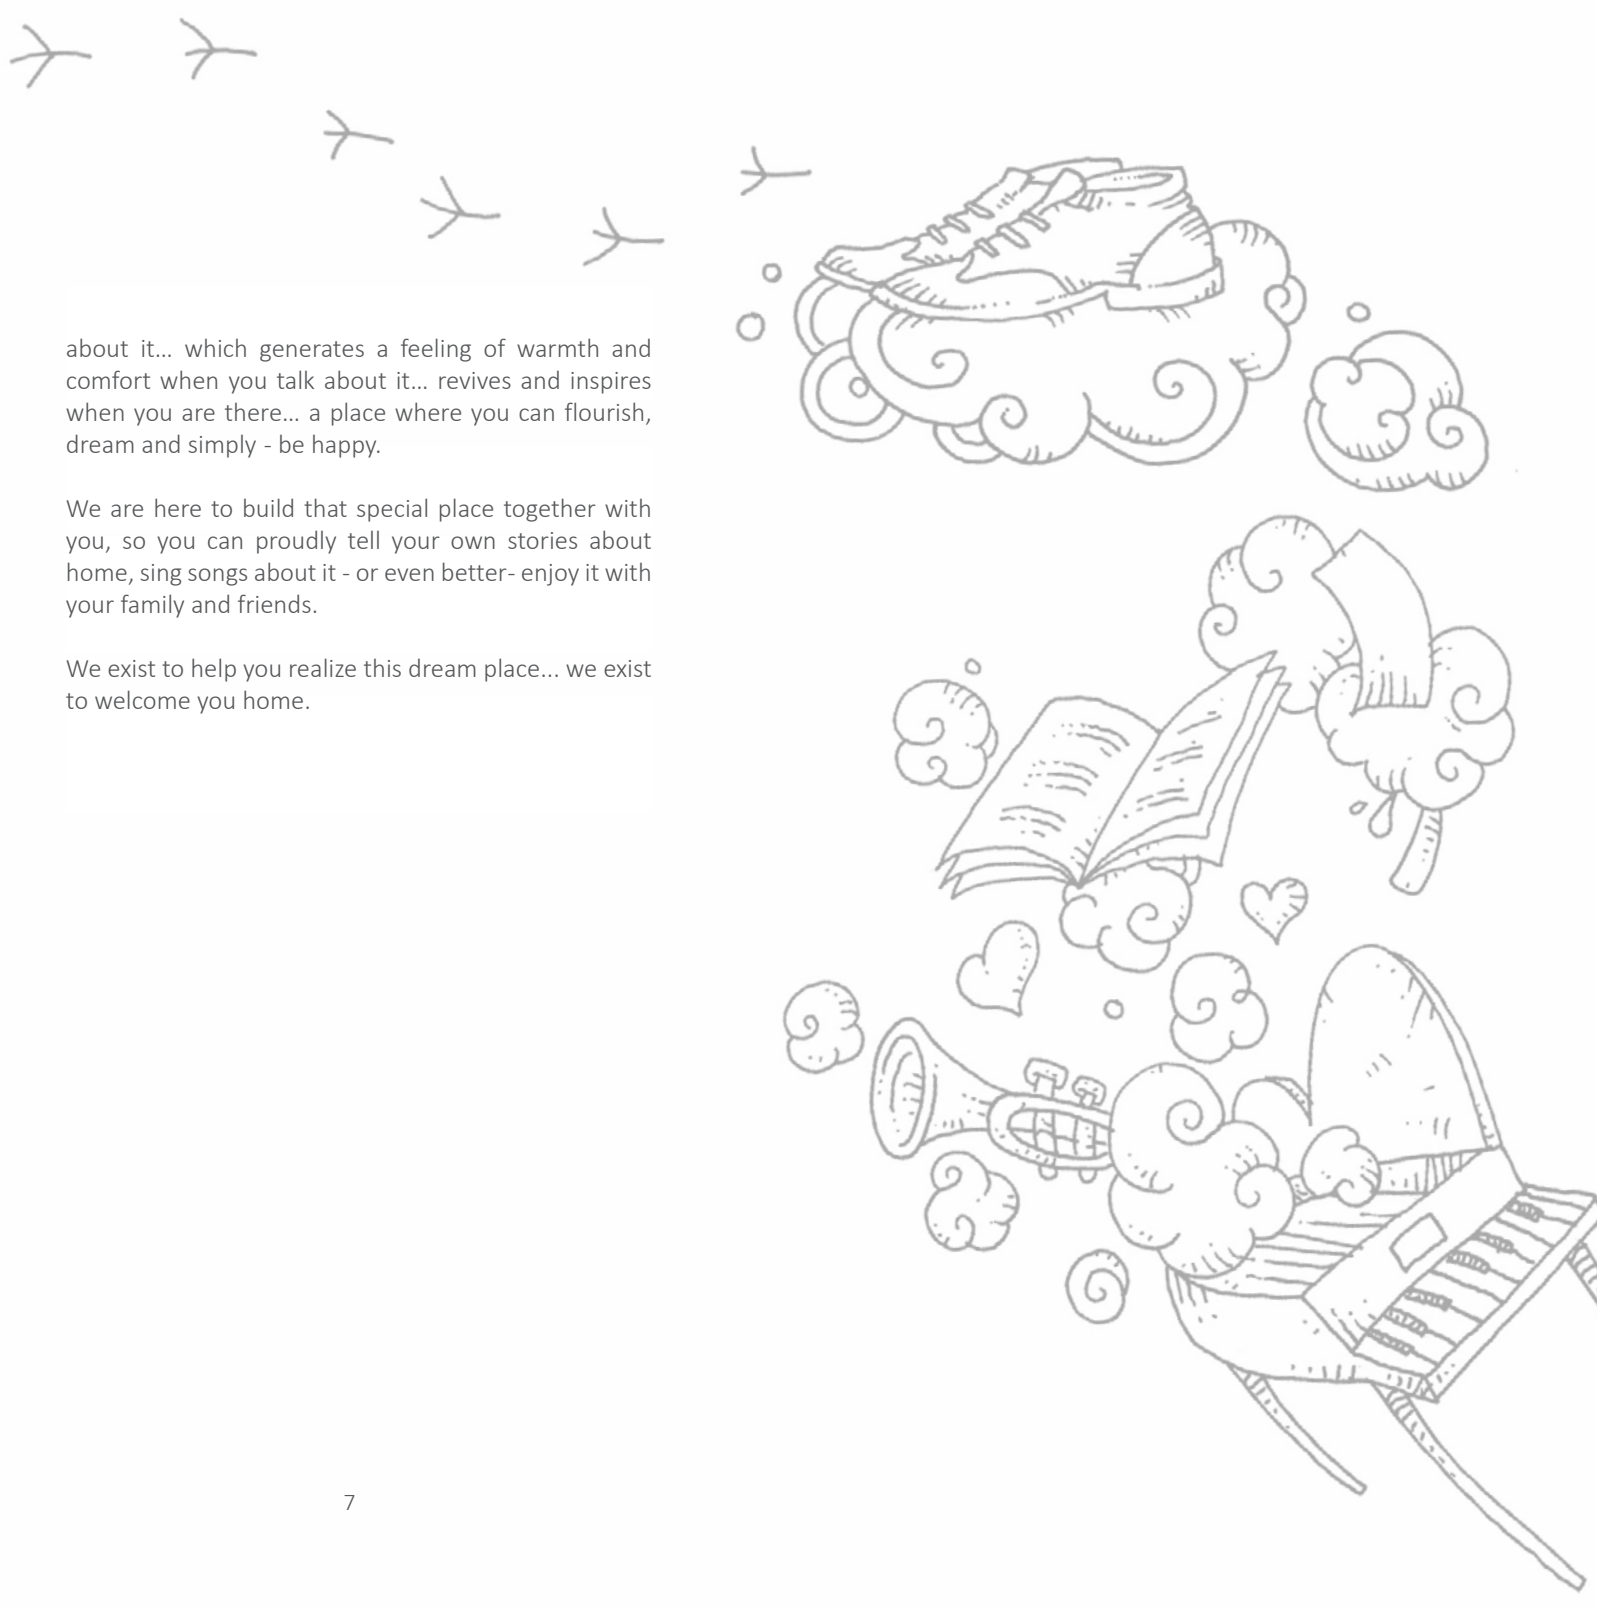 about it... which generates a feeling of warmth and
comfort when you talk about it... revives and inspires
when you are there... a place where you can flourish,
dream and simply - be happy.
We are here to build that special place together with
you, so you can proudly tell your own stories about
home, sing songs about it - or even better- enjoy it with
your family and friends.
We exist to help you realize this dream place... we exist
to welcome you home.
7